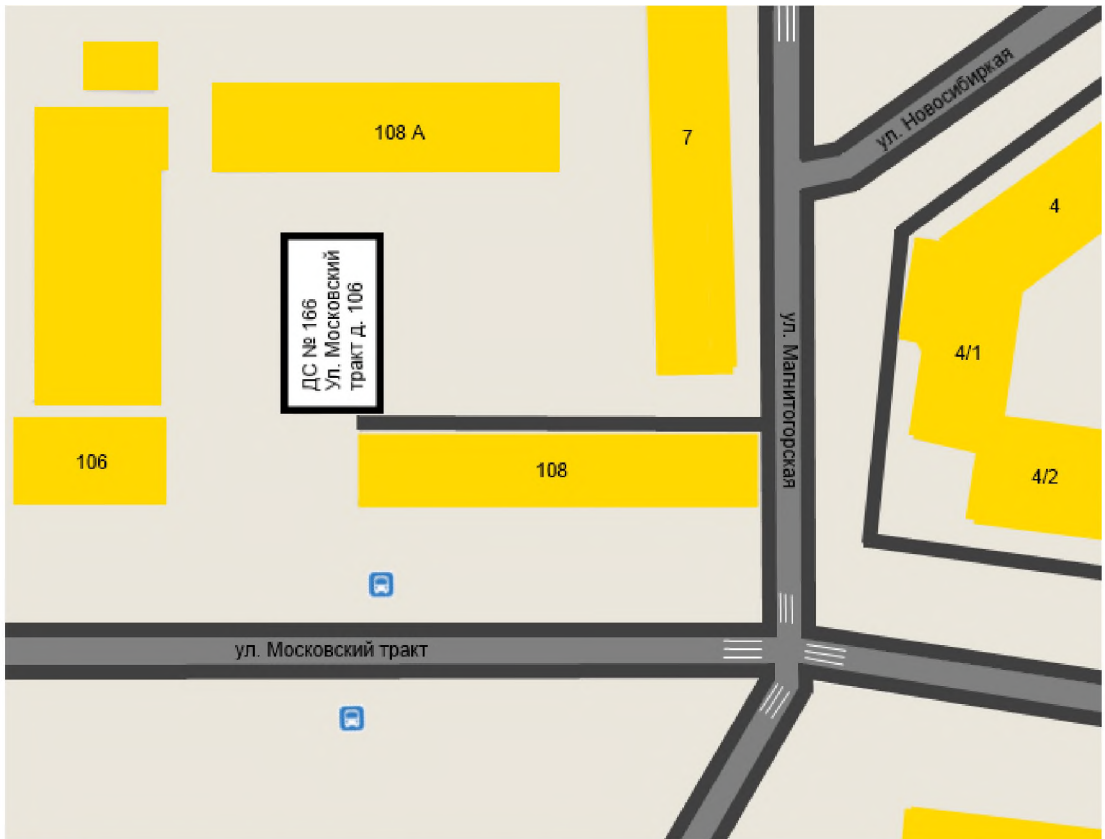 108 А
7
ул. Новосибиркая
4
ДС № 166
Ул. Московский
тракт д. 106
ул. Магнитогорская
4/1
106
108
4/2
ул. Московский тракт